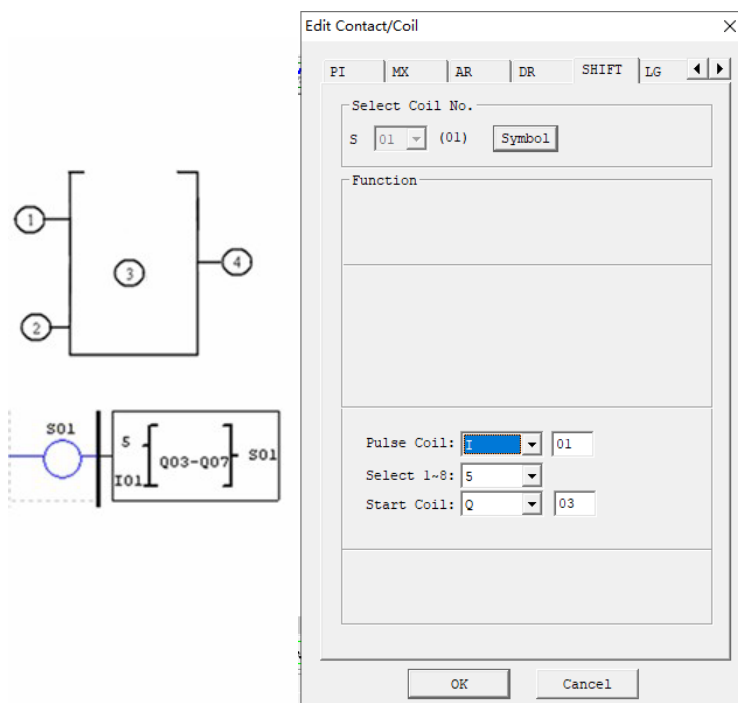 Edit Contact/Coil
PI MX AR DR SHIFT LG
Select Coil No.
S 01 (01) Symbol
Function
1
2
3
4
S01
5
I01
Q03-Q07
S01
Pulse Coil: I 01
Select 1~8: 5
Start Coil: Q 03
OK Cancel